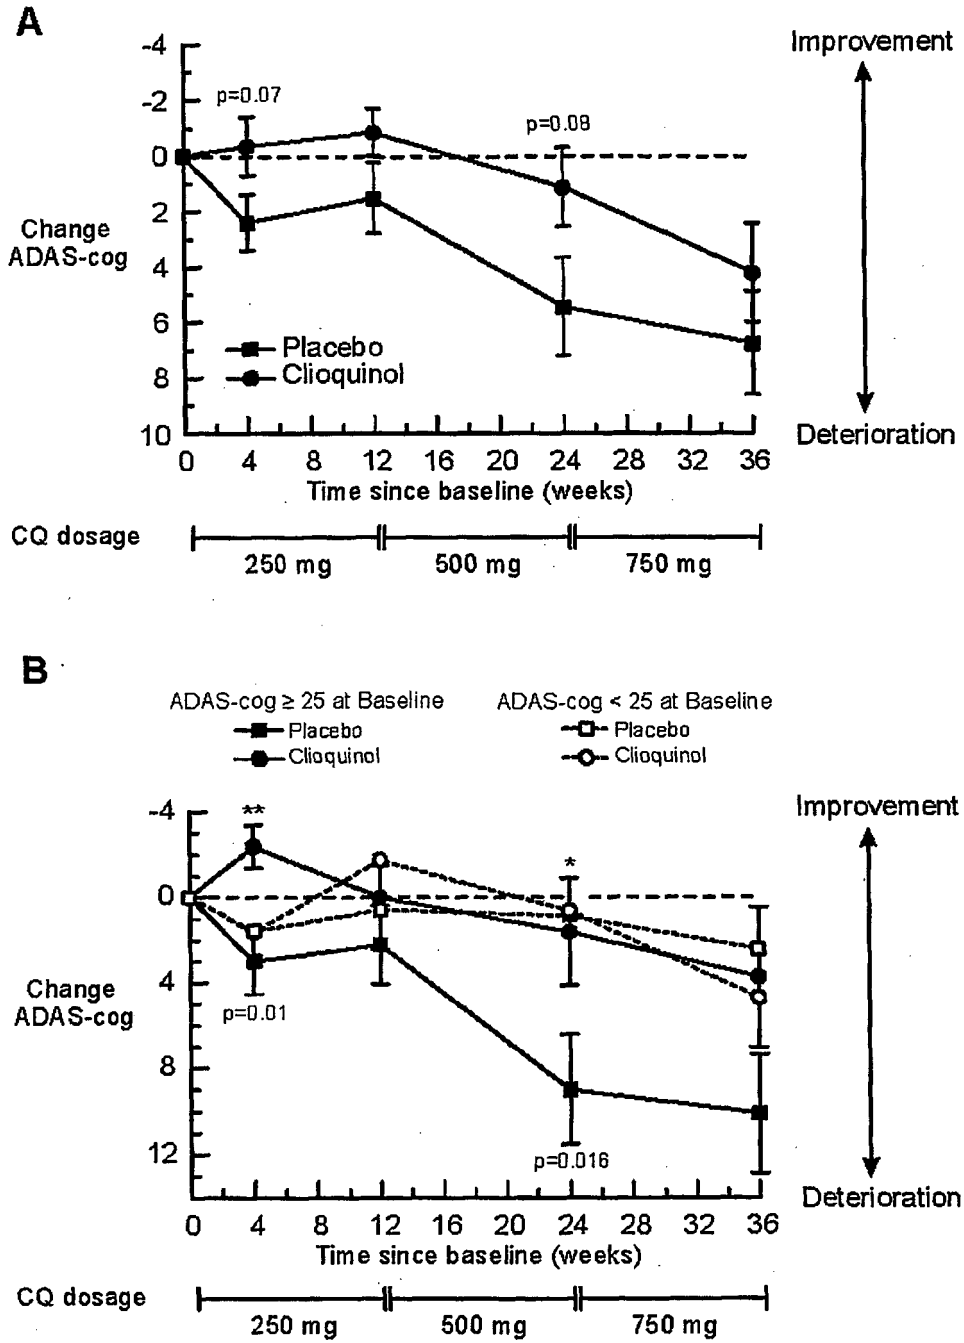 A
Improvement
-4
-2
0
2
4
6
8
10
p=0.07
p=0.08
Change
ADAS-cog
Placebo
Clioquinol
Deterioration
0 4 8 12 16 20 24 28 32 36
Time since baseline (weeks)
CQ dosage
250 mg 500 mg 750 mg
B
ADAS-cog ≥ 25 at Baseline
Placebo
Clioquinol
ADAS-cog < 25 at Baseline
Placebo
Clioquinol
Improvement
-4
0
4
8
12
**
*
Change
ADAS-cog
p=0.01
p=0.016
Deterioration
0 4 8 12 16 20 24 28 32 36
Time since baseline (weeks)
CQ dosage
250 mg 500 mg 750 mg